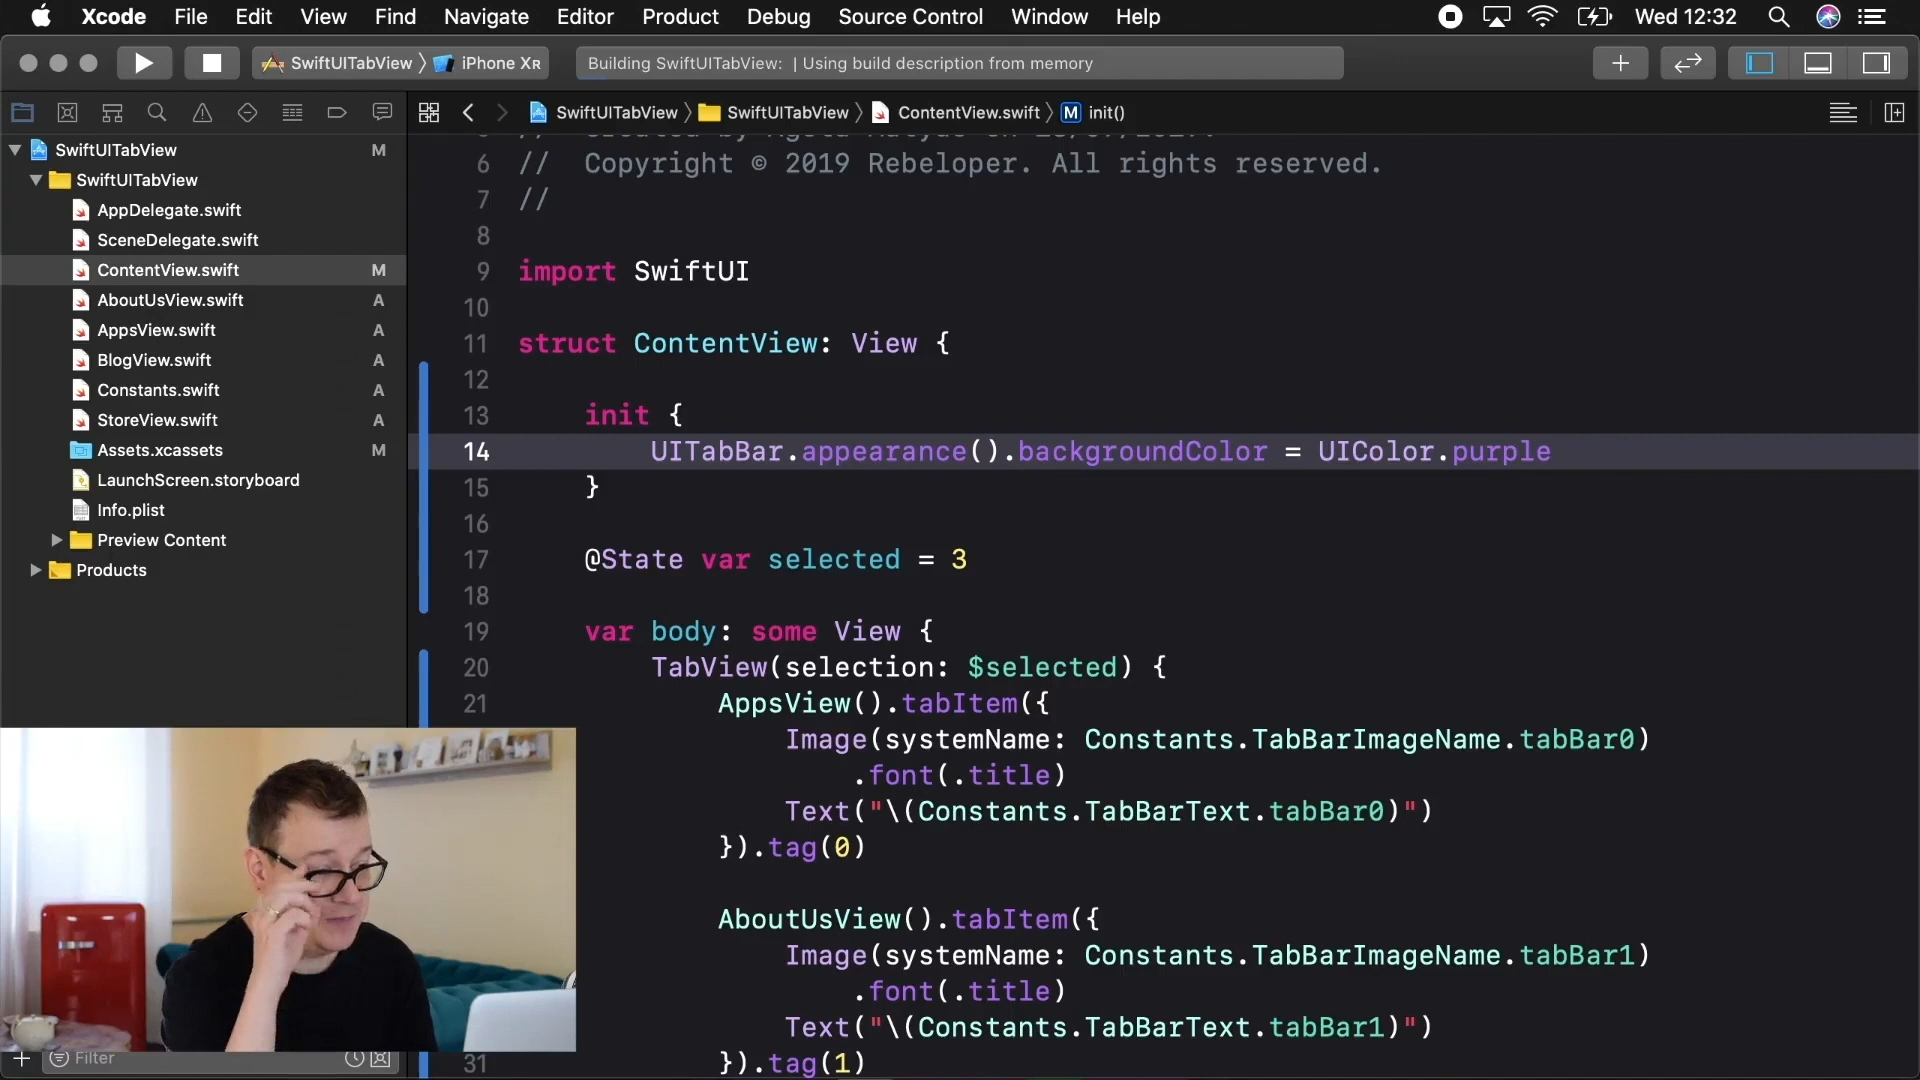 Xcode File Edit View Find Navigate Editor Product Debug Source Control Window Help Wed 12:32
SwiftUITabView iPhone XR Building SwiftUITabView: | Using build description from memory
SwiftUITabView SwiftUITabView ContentView.swift M init()
SwiftUITabView M
SwiftUITabView
AppDelegate.swift
SceneDelegate.swift
ContentView.swift M
AboutUsView.swift A
AppsView.swift A
BlogView.swift A
Constants.swift A
StoreView.swift A
Assets.xcassets M
LaunchScreen.storyboard
Info.plist
Preview Content
Products
Filter
6 //  Copyright © 2019 Rebeloper. All rights reserved.
7 //
8
9 import SwiftUI
10
11 struct ContentView: View {
12
13 init {
14 UITabBar.appearance().backgroundColor = UIColor.purple
15 }
16
17 @State var selected = 3
18
19 var body: some View {
20 TabView(selection: $selected) {
21 AppsView().tabItem({
Image(systemName: Constants.TabBarImageName.tabBar0)
.font(.title)
Text("\(Constants.TabBarText.tabBar0)")
}).tag(0)
AboutUsView().tabItem({
Image(systemName: Constants.TabBarImageName.tabBar1)
.font(.title)
Text("\(Constants.TabBarText.tabBar1)")
31 }).tag(1)